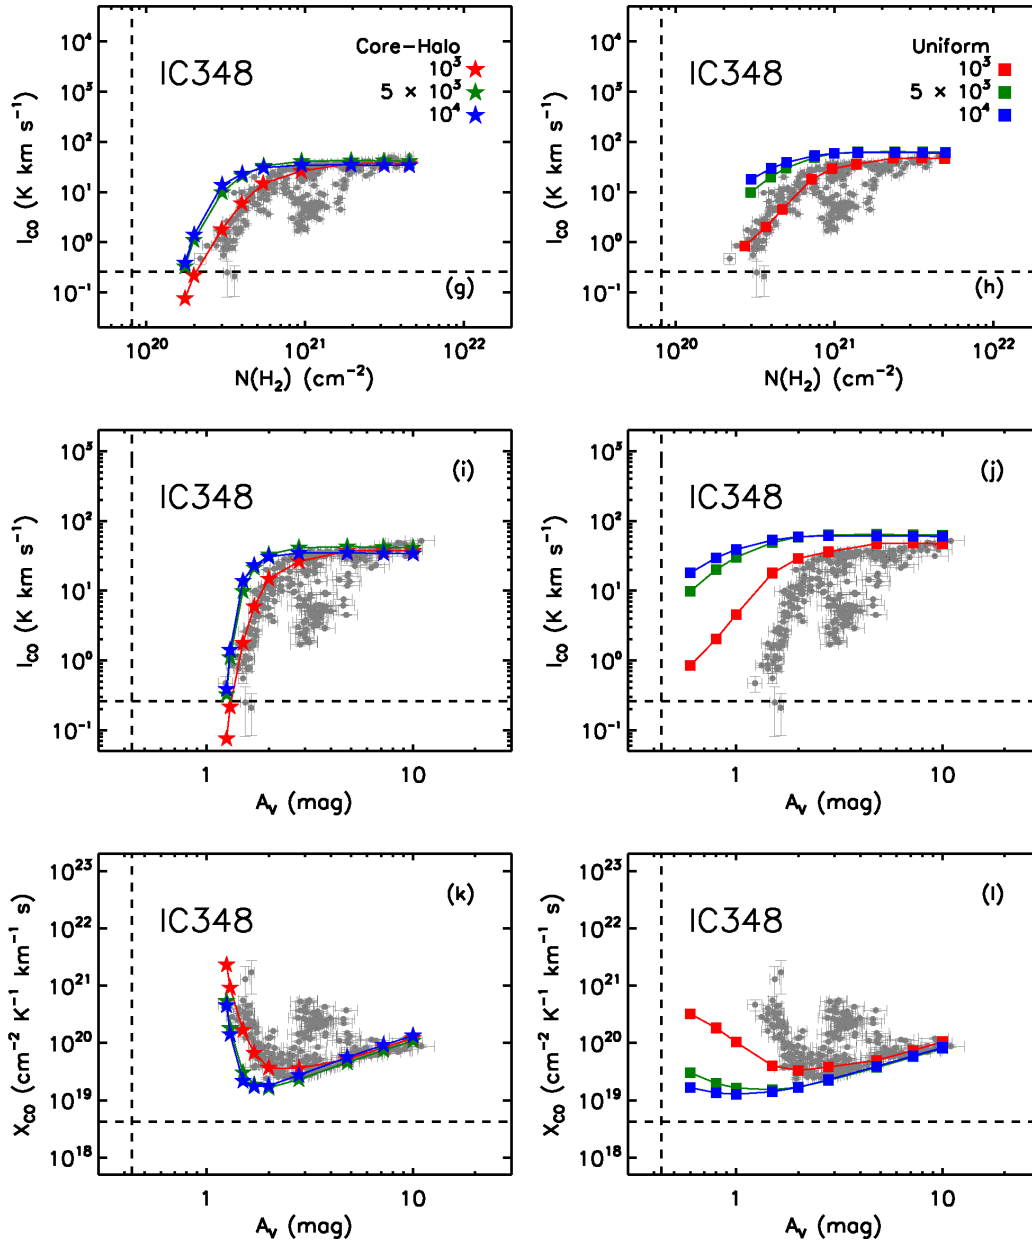 10⁴
10³
10²
10¹
10⁰
10⁻¹
I_CO (K km s⁻¹)
IC348
Core–Halo
10³
5 × 10³
10⁴
(g)
10²⁰
10²¹
10²²
N(H₂) (cm⁻²)
10⁴
10³
10²
10¹
10⁰
10⁻¹
I_CO (K km s⁻¹)
IC348
Uniform
10³
5 × 10³
10⁴
(h)
10²⁰
10²¹
10²²
N(H₂) (cm⁻²)
10³
10²
10¹
10⁰
10⁻¹
I_CO (K km s⁻¹)
IC348
(i)
1
10
A_V (mag)
10³
10²
10¹
10⁰
10⁻¹
I_CO (K km s⁻¹)
IC348
(j)
1
10
A_V (mag)
10²³
10²²
10²¹
10²⁰
10¹⁹
10¹⁸
X_CO (cm⁻² K⁻¹ km⁻¹ s)
IC348
(k)
1
10
A_V (mag)
10²³
10²²
10²¹
10²⁰
10¹⁹
10¹⁸
X_CO (cm⁻² K⁻¹ km⁻¹ s)
IC348
(l)
1
10
A_V (mag)